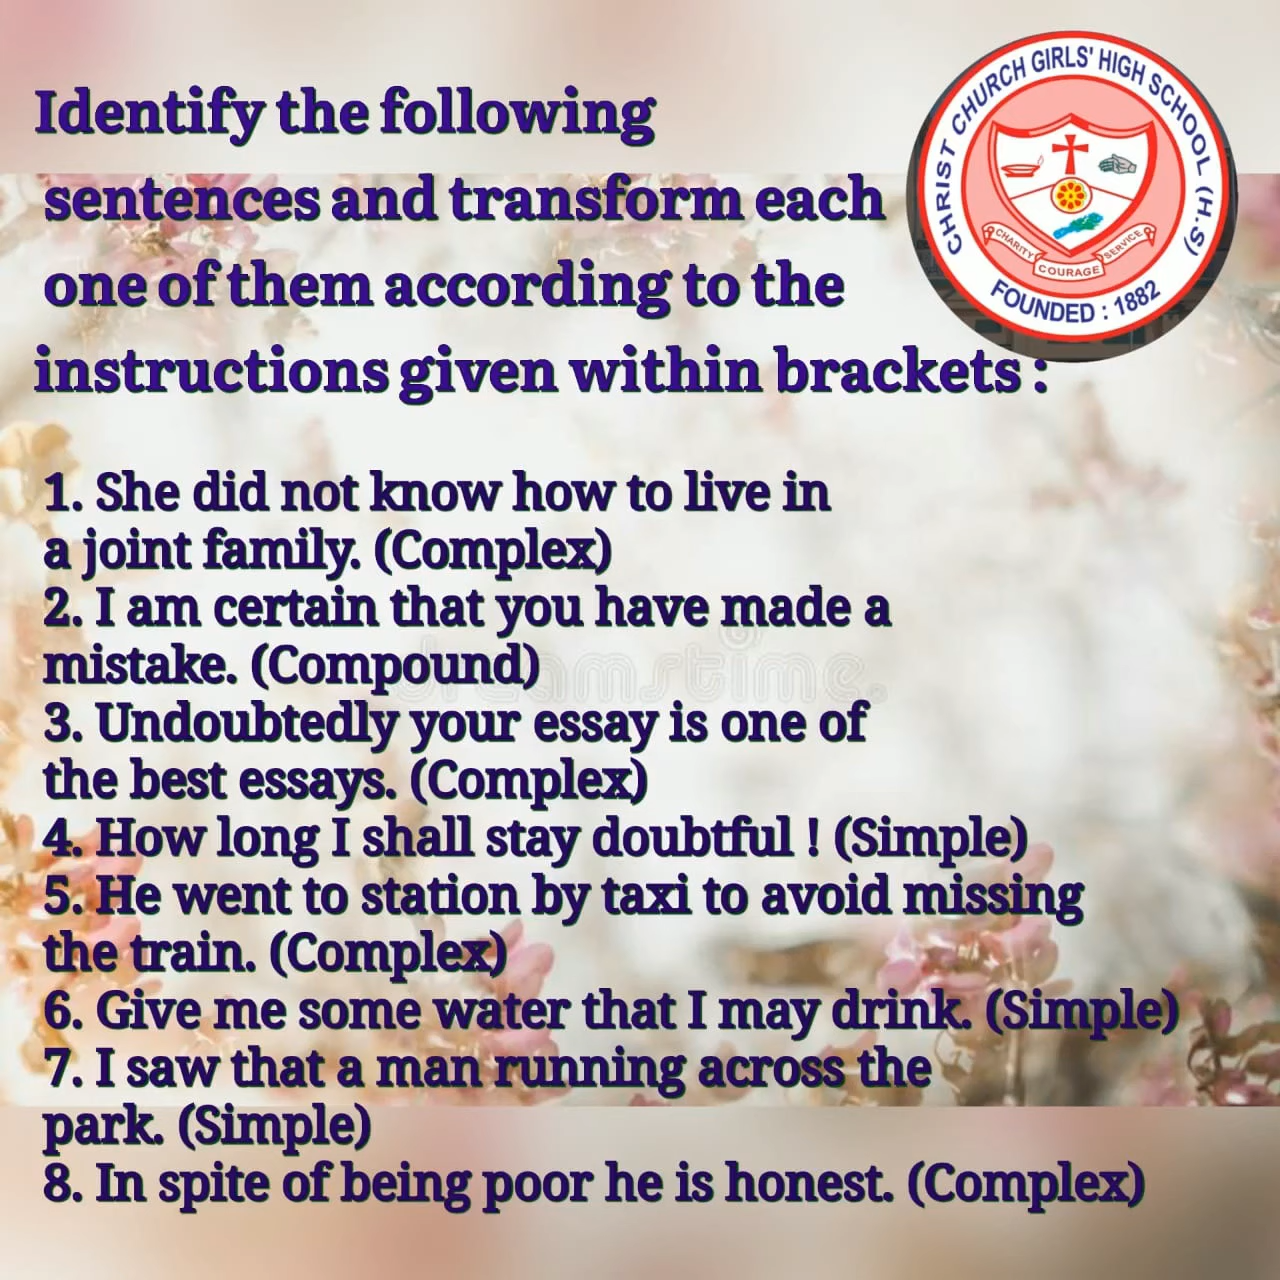 CHRIST CHURCH GIRLS' HIGH SCHOOL (H.S)
CHARITY
COURAGE
SERVICE
FOUNDED : 1882
Identify the following
sentences and transform each
one of them according to the
instructions given within brackets :
1. She did not know how to live in
a joint family. (Complex)
2. I am certain that you have made a
mistake. (Compound)
3. Undoubtedly your essay is one of
the best essays. (Complex)
4. How long I shall stay doubtful ! (Simple)
5. He went to station by taxi to avoid missing
the train. (Complex)
6. Give me some water that I may drink. (Simple)
7. I saw that a man running across the
park. (Simple)
8. In spite of being poor he is honest. (Complex)
dreamstime.